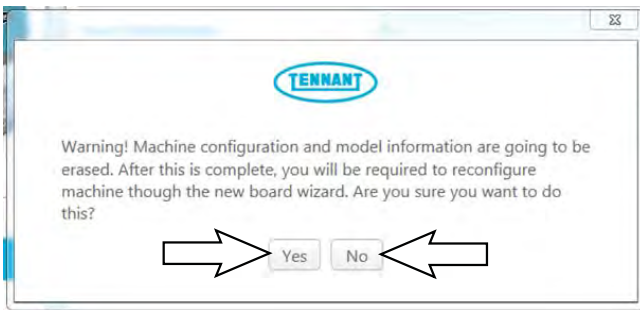 TENNANT
Warning! Machine configuration and model information are going to be
erased. After this is complete, you will be required to reconfigure
machine though the new board wizard. Are you sure you want to do
this?
Yes No